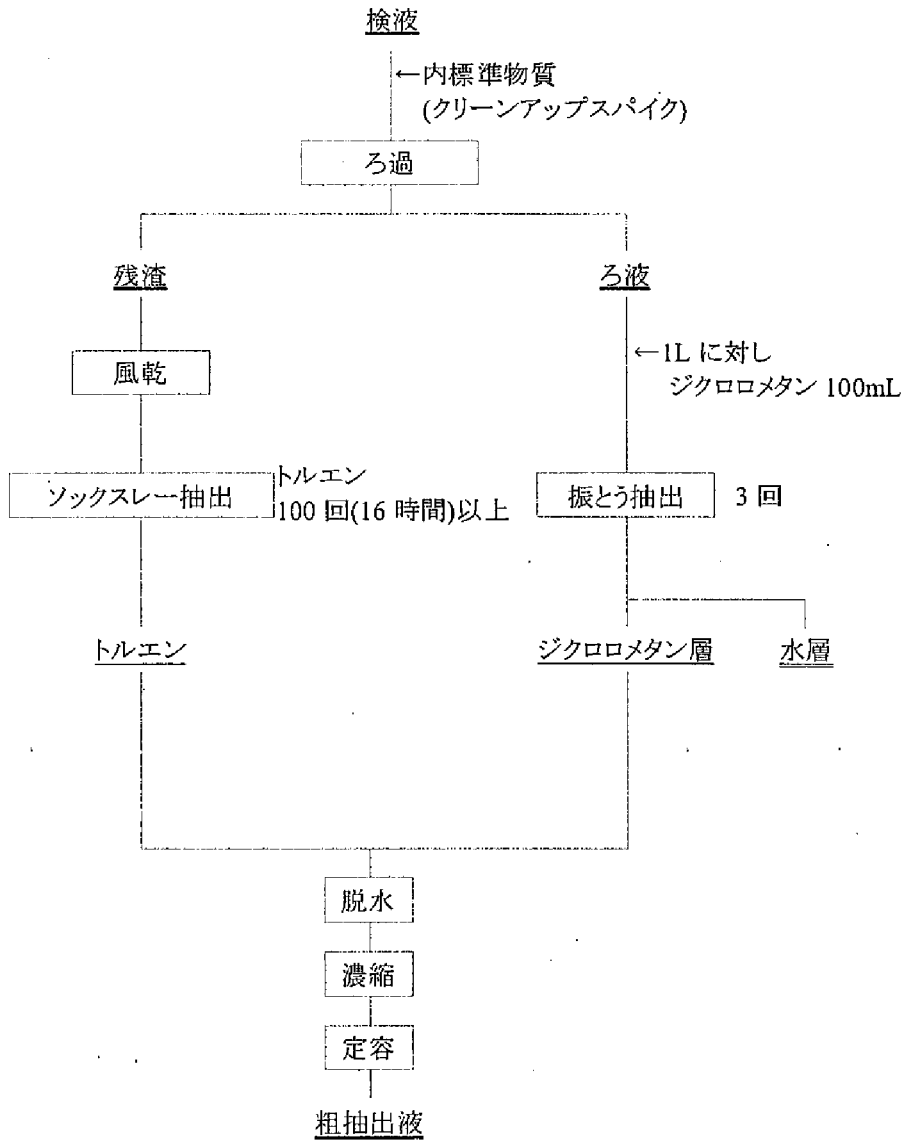 検液
←内標準物質
(クリーンアップスパイク)
ろ過
残渣
ろ液
風乾
←1L に対し
ジクロロメタン 100mL
ソックスレー抽出
トルエン
100 回(16 時間)以上
振とう抽出
3 回
トルエン
ジクロロメタン層
水層
脱水
濃縮
定容
粗抽出液